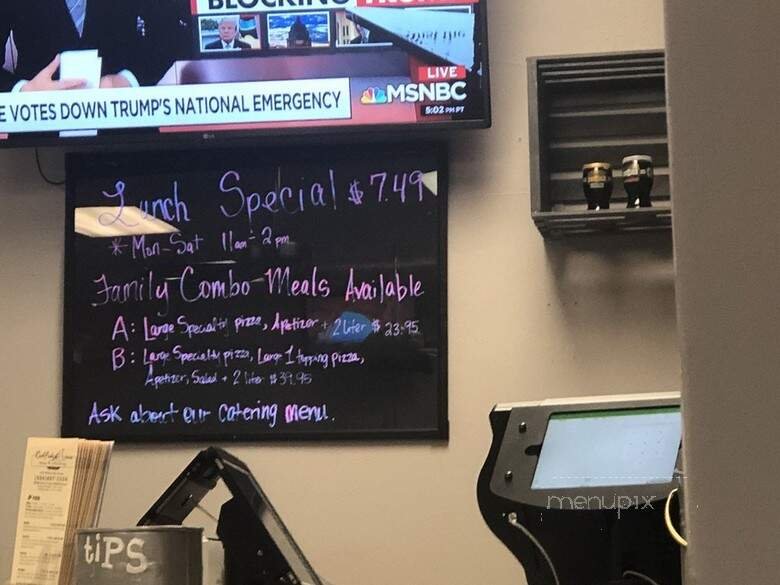 BLOCKING
LIVE
MSNBC
5:02 PM PT
E VOTES DOWN TRUMP'S NATIONAL EMERGENCY
LG
Lunch Special $7.49
* Mon-Sat 11am-2pm
Family Combo Meals Available
A: Large Specialty pizza, Apetizer + 2 liter $23.95
B: Large Specialty pizza, Large 1 topping pizza,
Apetizer, Salad + 2 liter $39.95
Ask about our catering menu.
menupix
tiPS